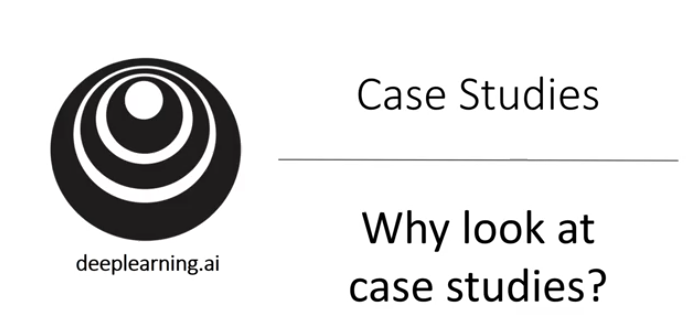 deeplearning.ai
Case Studies
Why look at
case studies?